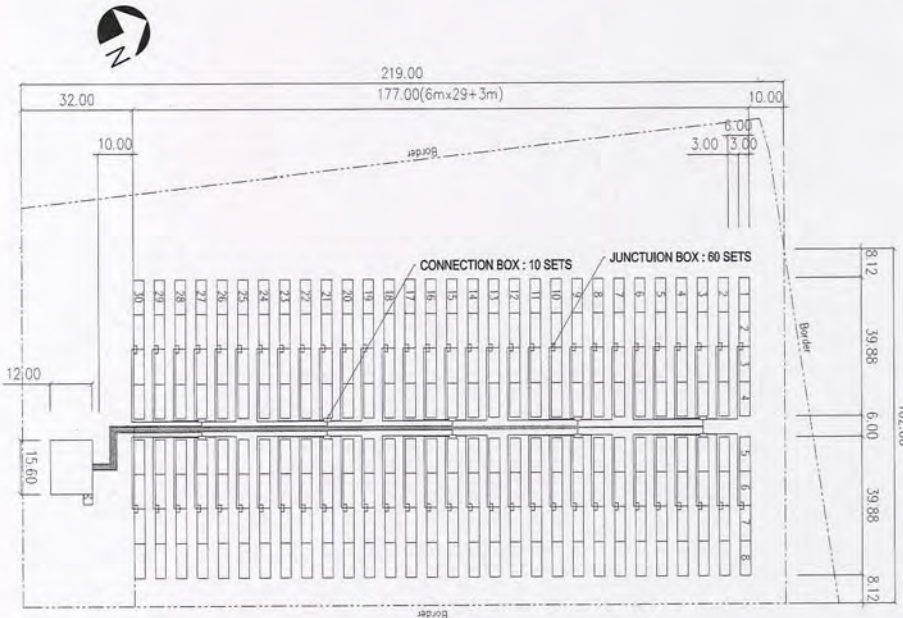 N
219.00
177.00(6mx29+3m)
32.00
10.00
6.00
10.00
3.00
3.00
Border
CONNECTION BOX : 10 SETS
JUNCTUION BOX : 60 SETS
8.12
30 29 28 27 26 25 24 23 22 21 20 19 18 17 16 15 14 13 12 11 10 9 8 7 6 5 4 3 2 1
2
3
4
Border
39.88
12.00
6.00
15.60
5
6
7
8
39.88
8.12
Border